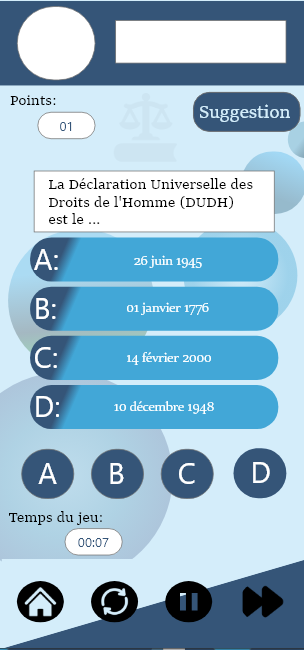 Points:
01
Suggestion
La Déclaration Universelle des
Droits de l'Homme (DUDH)
est le ...
A: 26 juin 1945
B: 01 janvier 1776
C: 14 février 2000
D: 10 décembre 1948
A B C D
Temps du jeu:
00:07